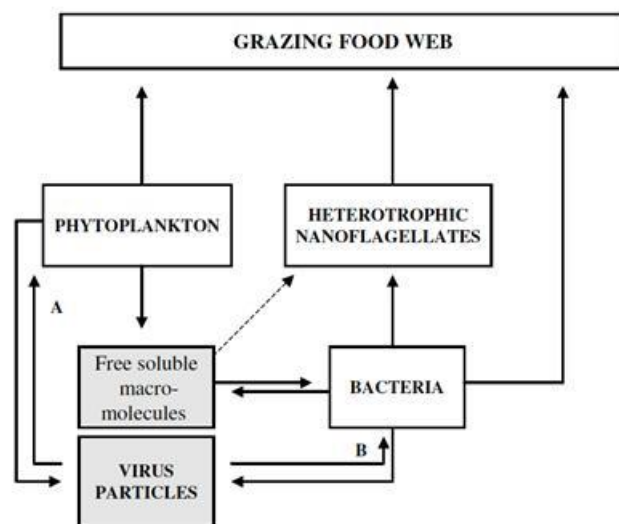 GRAZING FOOD WEB
PHYTOPLANKTON
HETEROTROPHIC
NANOFLAGELLATES
A
Free soluble
macro-
molecules
BACTERIA
B
VIRUS
PARTICLES